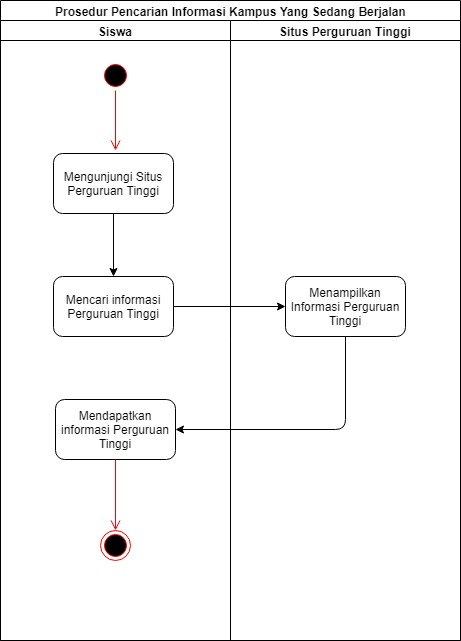 Prosedur Pencarian Informasi Kampus Yang Sedang Berjalan
Siswa
Situs Perguruan Tinggi
Mengunjungi Situs
Perguruan Tinggi
Mencari informasi
Perguruan Tinggi
Menampilkan
Informasi Perguruan
Tinggi
Mendapatkan
informasi Perguruan
Tinggi